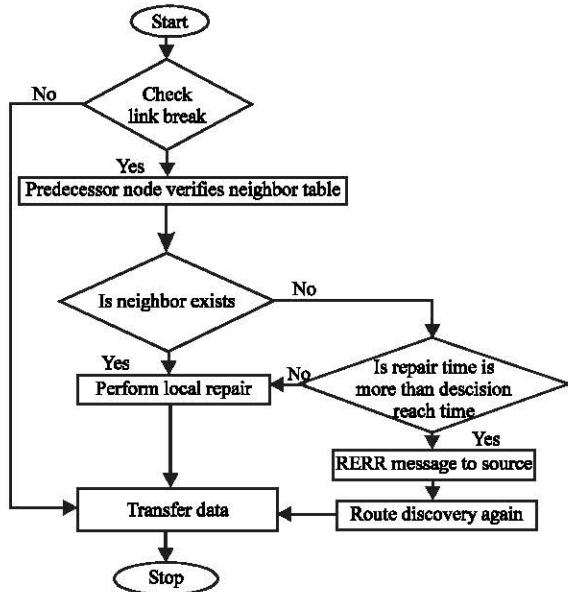 Start
No
Check
link break
Yes
Predecessor node verifies neighbor table
Is neighbor exists
No
Yes
Is repair time is
more than descision
reach time
No
Perform local repair
Yes
RERR message to source
Transfer data
Route discovery again
Stop